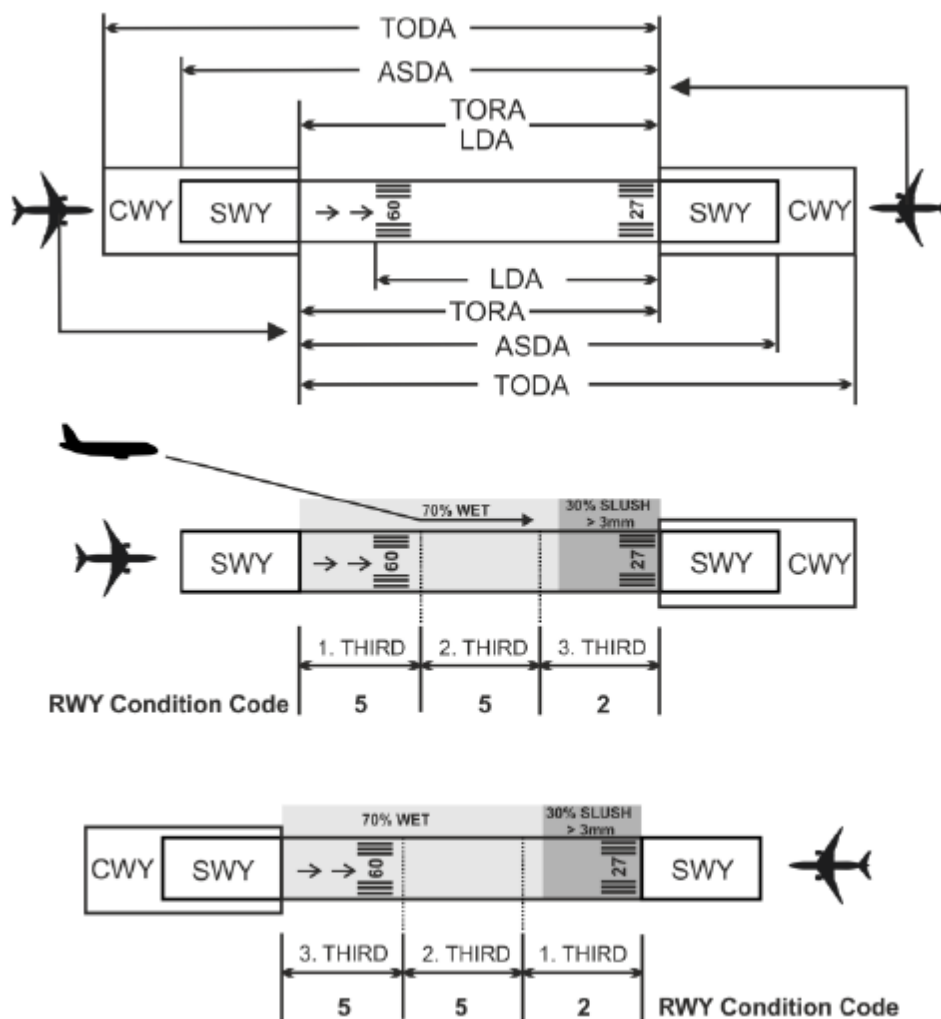 TODA
ASDA
TORA
LDA
CWY SWY 09 27 SWY CWY
LDA
TORA
ASDA
TODA
70% WET 30% SLUSH
> 3mm
SWY 09 27 SWY CWY
1. THIRD 2. THIRD 3. THIRD
RWY Condition Code 5 5 2
70% WET 30% SLUSH
> 3mm
CWY SWY 09 27 SWY
3. THIRD 2. THIRD 1. THIRD
5 5 2 RWY Condition Code